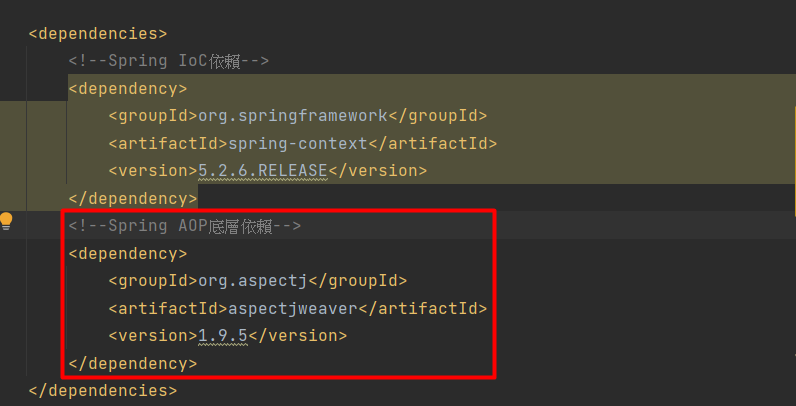 <dependencies>
<!--Spring IoC依賴-->
<dependency>
<groupId>org.springframework</groupId>
<artifactId>spring-context</artifactId>
<version>5.2.6.RELEASE</version>
</dependency>
<!--Spring AOP底層依賴-->
<dependency>
<groupId>org.aspectj</groupId>
<artifactId>aspectjweaver</artifactId>
<version>1.9.5</version>
</dependency>
</dependencies>